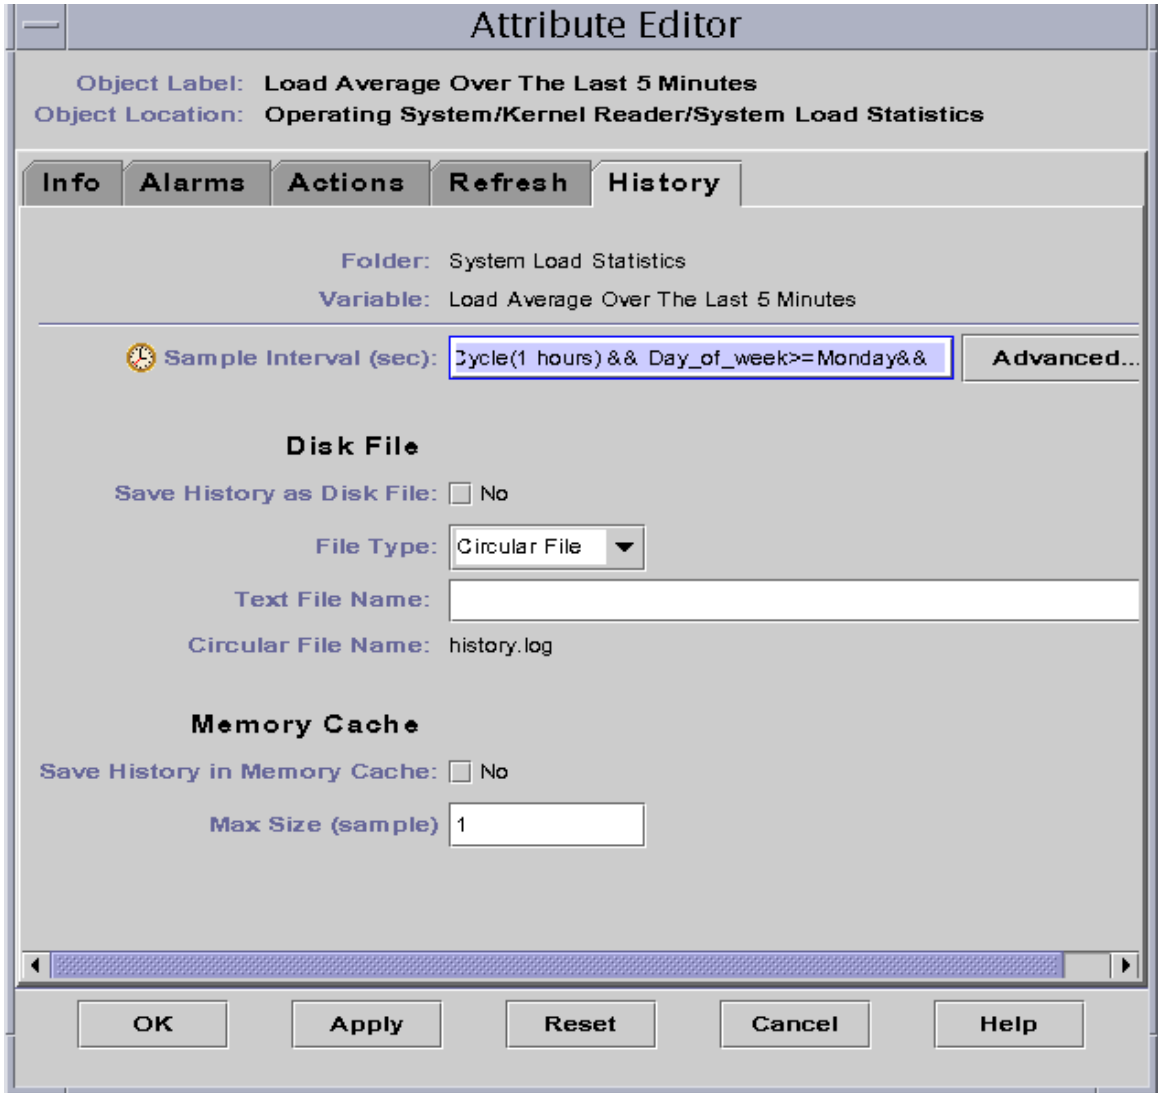 Attribute Editor
Object Label: Load Average Over The Last 5 Minutes
Object Location: Operating System/Kernel Reader/System Load Statistics
Info Alarms Actions Refresh History
Folder: System Load Statistics
Variable: Load Average Over The Last 5 Minutes
Sample Interval (sec): Cycle(1 hours) && Day_of_week>=Monday&& Advanced...
Disk File
Save History as Disk File: No
File Type: Circular File
Text File Name:
Circular File Name: history.log
Memory Cache
Save History in Memory Cache: No
Max Size (sample) 1
OK Apply Reset Cancel Help